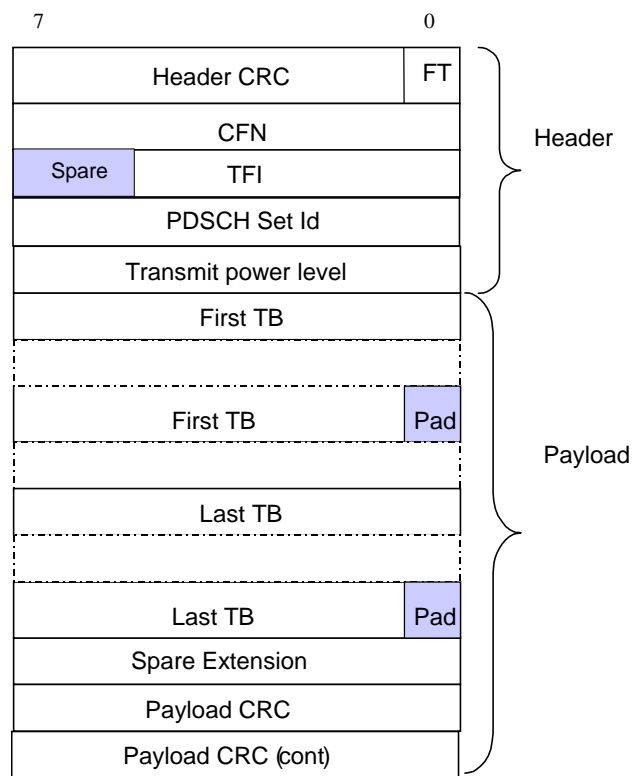 7 0
Header CRC FT
CFN
Header
Spare TFI
PDSCH Set Id
Transmit power level
First TB
First TB Pad
Payload
Last TB
Last TB Pad
Spare Extension
Payload CRC
Payload CRC (cont)